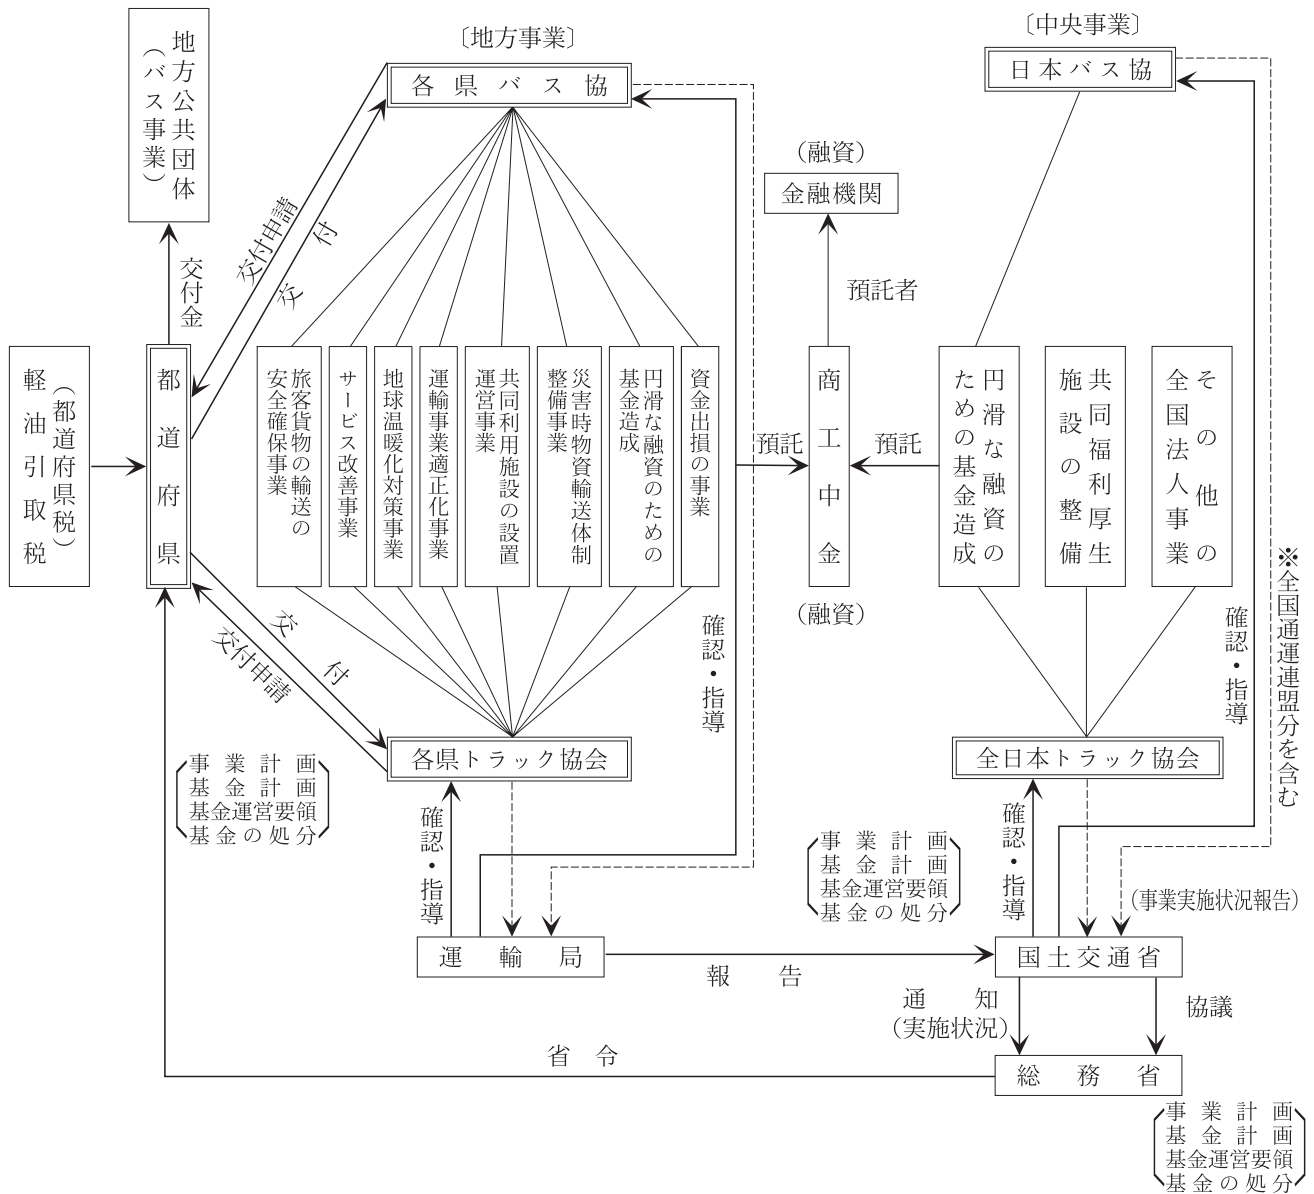 〔地方事業〕
〔中央事業〕
地方公共団体
（バス事業）
各県バス協
日本バス協
（融資）
金融機関
預託者
交付申請
交付
交付金
軽油引取税
（都道府県税）
都道府県
旅客貨物の輸送の
安全確保事業
サービス改善事業
地球温暖化対策事業
運輸事業適正化事業
共同利用施設の設置
運営事業
災害時物資輸送体制
整備事業
円滑な融資のための
基金造成
資金出損の事業
預託
商工中金
預託
（融資）
円滑な融資の
ための基金造成
共同福利厚生
施設の整備
その他の
全国法人事業
※全国通運連盟分を含む
確認・指導
確認・指導
交付
交付申請
各県トラック協会
全日本トラック協会
事業計画
基金計画
基金運営要領
基金の処分
確認・指導
事業計画
基金計画
基金運営要領
基金の処分
確認・指導
（事業実施状況報告）
運輸局
報告
国土交通省
通知
（実施状況）
協議
省令
総務省
事業計画
基金計画
基金運営要領
基金の処分